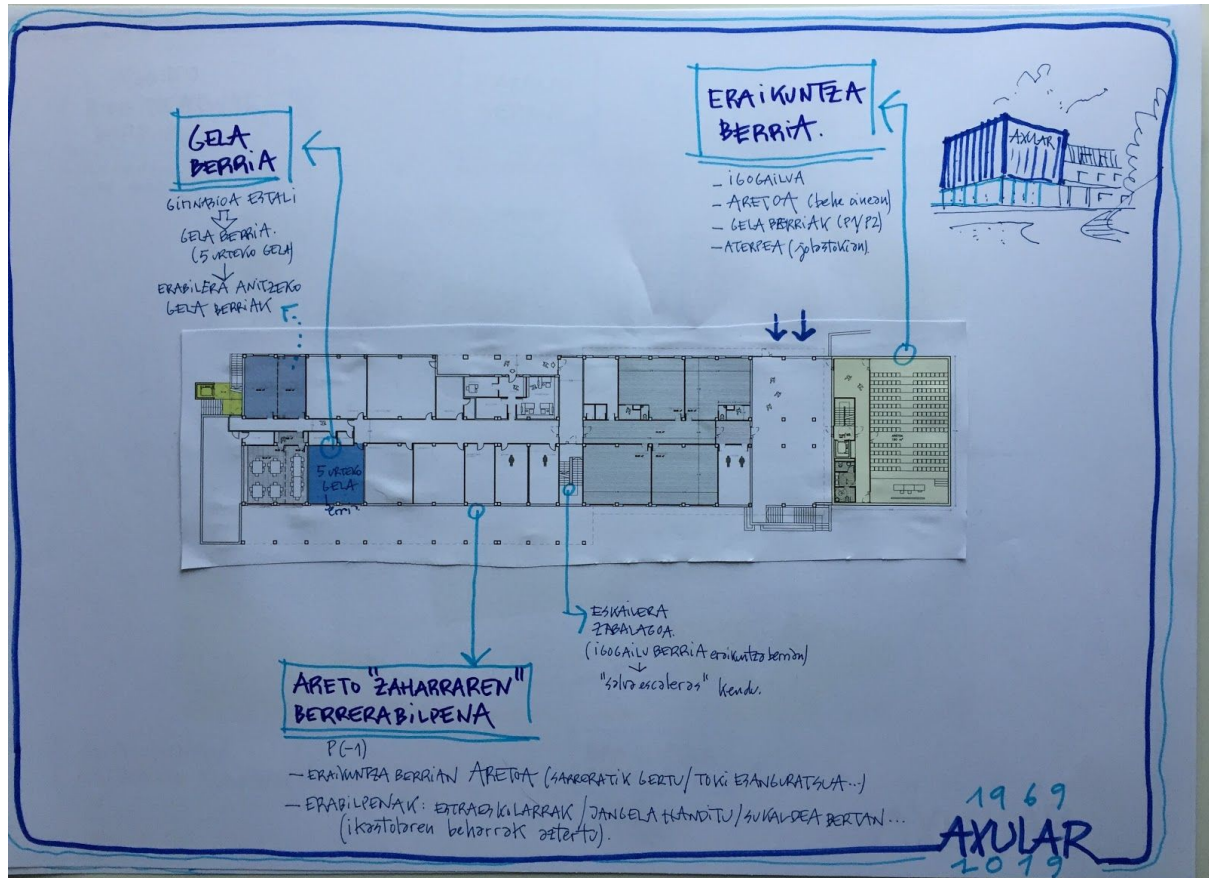 GELA
BERRIA
GIMNASIOA ESTALI
GELA BERRIA.
(5 URTEKO GELA)
ERABILERA ANITZEKO
GELA BERRIAK
ERAIKUNTZA
BERRIA.
- IGOGAILUA
- ARETOA (behe oinean)
- GELA BERRIAK (P1/P2)
- ATERPEA (jolastokian)
AXULAR
5 URTEKO
GELA
ESKAILERA
ZABALAGOA.
(IGOGAILU BERRIA eraikuntza berrian)
"salvaescaleras" kendu.
ARETO "ZAHARRAREN"
BERRERABILPENA
P(-1)
- ERAIKUNTZA BERRIAN ARETOA (SARRERATIK GERTU/TOKI ESANGURATSUA...)
- ERABILPENAK: ESTRAESKOLARRAK/JANGELA HANDITU/SUKALDEA BERTAN...
(ikastolaren beharrak aztertu).
1969
AXULAR
2019